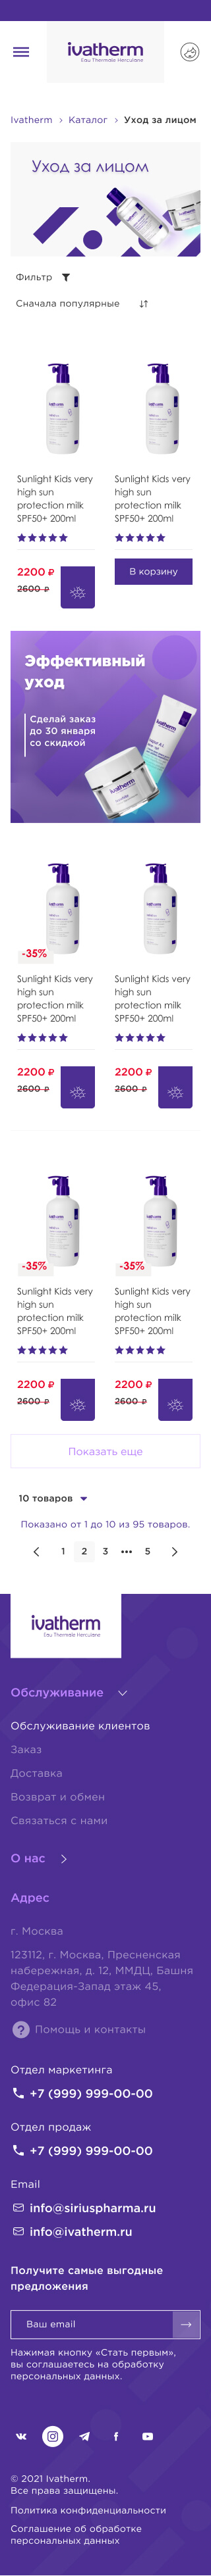 ivatherm
Eau Thermale Herculane
Ivatherm > Каталог > Уход за лицом
Уход за лицом
Фильтр
Сначала популярные
Sunlight Kids very
high sun
protection milk
SPF50+ 200ml
2200 ₽
2600 ₽
Sunlight Kids very
high sun
protection milk
SPF50+ 200ml
В корзину
Эффективный
уход
Сделай заказ
до 30 января
со скидкой
ivatherm
-35%
Sunlight Kids very
high sun
protection milk
SPF50+ 200ml
2200 ₽
2600 ₽
Sunlight Kids very
high sun
protection milk
SPF50+ 200ml
2200 ₽
2600 ₽
-35%
Sunlight Kids very
high sun
protection milk
SPF50+ 200ml
2200 ₽
2600 ₽
-35%
Sunlight Kids very
high sun
protection milk
SPF50+ 200ml
2200 ₽
2600 ₽
Показать еще
10 товаров
Показано от 1 до 10 из 95 товаров.
1 2 3 ••• 5
ivatherm
Eau Thermale Herculane
Обслуживание
Обслуживание клиентов
Заказ
Доставка
Возврат и обмен
Связаться с нами
О нас
Адрес
г. Москва
123112, г. Москва, Пресненская
набережная, д. 12, ММДЦ, Башня
Федерация-Запад этаж 45,
офис 82
Помощь и контакты
Отдел маркетинга
+7 (999) 999-00-00
Отдел продаж
+7 (999) 999-00-00
Email
info@siriuspharma.ru
info@ivatherm.ru
Получите самые выгодные
предложения
Ваш email
Нажимая кнопку «Стать первым»,
вы соглашаетесь на обработку
персональных данных.
© 2021 Ivatherm.
Все права защищены.
Политика конфиденциальности
Соглашение об обработке
персональных данных